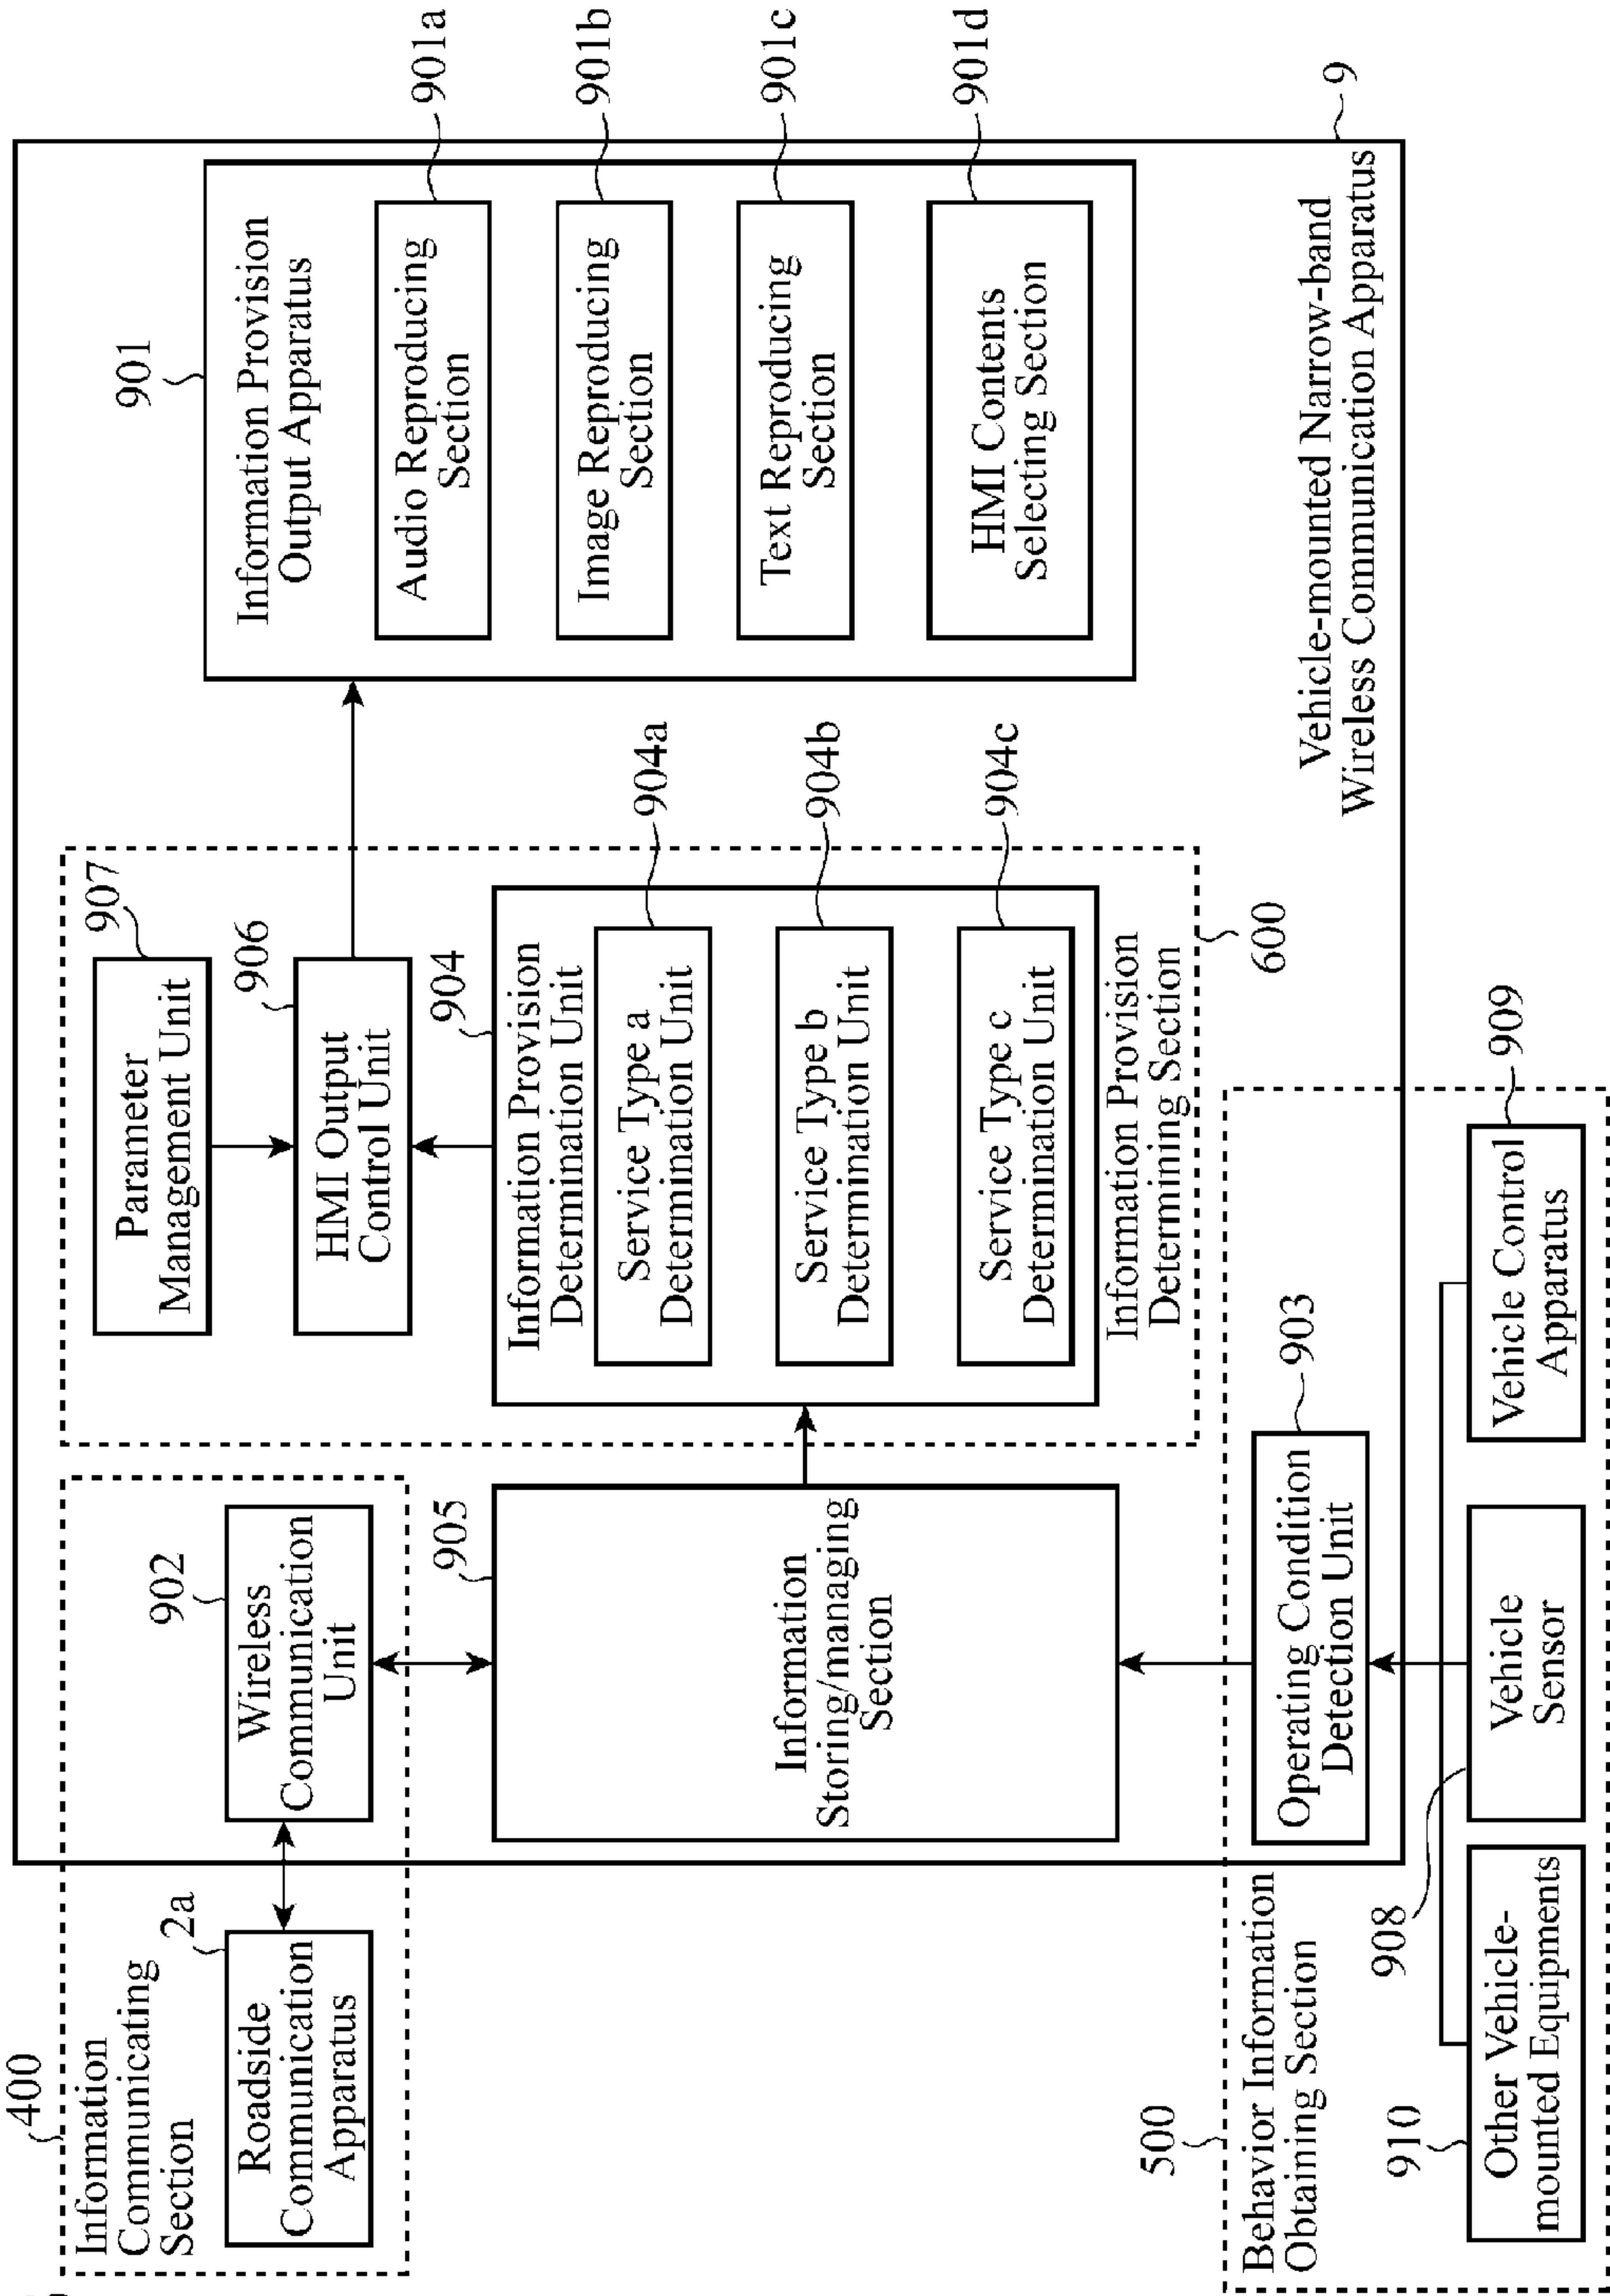 400
Information
Communicating
Section
2a
Roadside
Communication
Apparatus
902
Wireless
Communication
Unit
905
Information
Storing/managing
Section
907
Parameter
Management Unit
906
HMI Output
Control Unit
904
Information Provision
Determination Unit
Service Type a
Determination Unit
904a
Service Type b
Determination Unit
904b
Service Type c
Determination Unit
904c
Information Provision
Determining Section
600
901
Information Provision
Output Apparatus
Audio Reproducing
Section
901a
Image Reproducing
Section
901b
Text Reproducing
Section
901c
HMI Contents
Selecting Section
901d
Vehicle-mounted Narrow-band
Wireless Communication Apparatus
9
500
Behavior Information
Obtaining Section
Operating Condition
Detection Unit
903
910
Other Vehicle-
mounted Equipments
908
Vehicle
Sensor
Vehicle Control
Apparatus
909